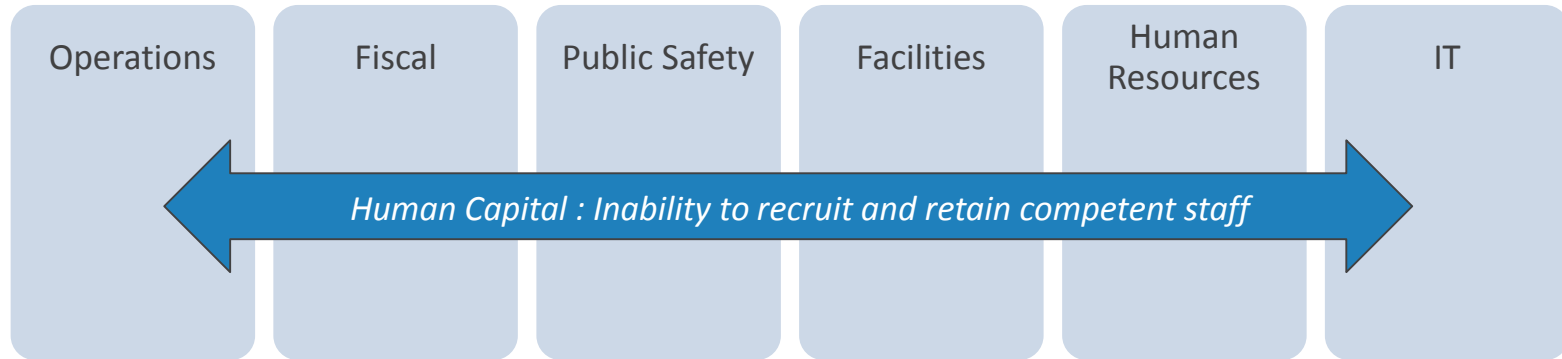 Operations
Fiscal
Public Safety
Facilities
Human
Resources
IT
Human Capital : Inability to recruit and retain competent staff